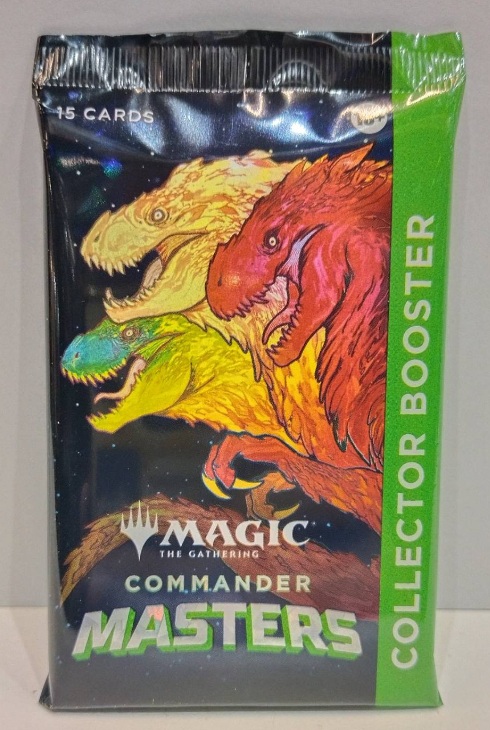 15 CARDS
MAGIC
THE GATHERING
COMMANDER
MASTERS
COLLECTOR BOOSTER